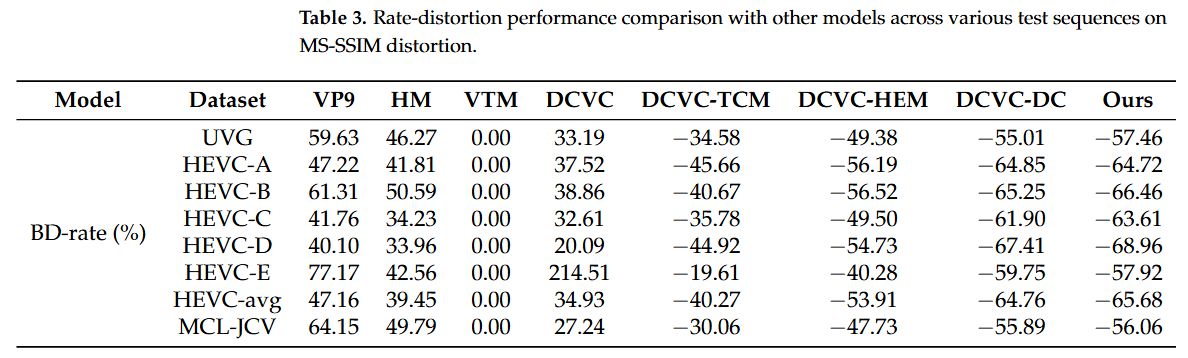 Table 3. Rate-distortion performance comparison with other models across various test sequences on
MS-SSIM distortion.
Model Dataset VP9 HM VTM DCVC DCVC-TCM DCVC-HEM DCVC-DC Ours
UVG 59.63 46.27 0.00 33.19 −34.58 −49.38 −55.01 −57.46
HEVC-A 47.22 41.81 0.00 37.52 −45.66 −56.19 −64.85 −64.72
HEVC-B 61.31 50.59 0.00 38.86 −40.67 −56.52 −65.25 −66.46
HEVC-C 41.76 34.23 0.00 32.61 −35.78 −49.50 −61.90 −63.61
BD-rate (%)
HEVC-D 40.10 33.96 0.00 20.09 −44.92 −54.73 −67.41 −68.96
HEVC-E 77.17 42.56 0.00 214.51 −19.61 −40.28 −59.75 −57.92
HEVC-avg 47.16 39.45 0.00 34.93 −40.27 −53.91 −64.76 −65.68
MCL-JCV 64.15 49.79 0.00 27.24 −30.06 −47.73 −55.89 −56.06